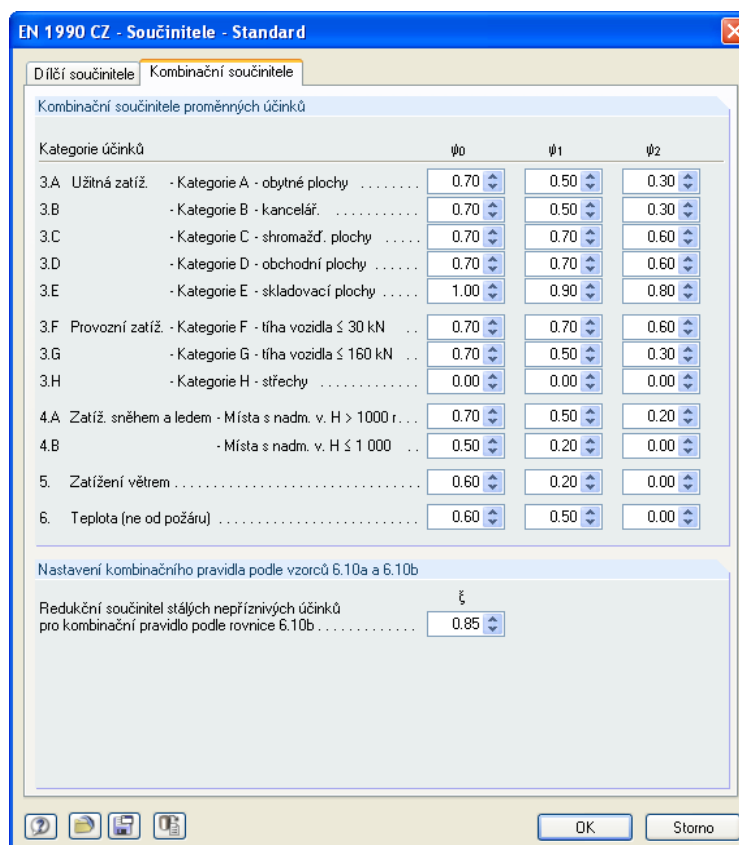 EN 1990 CZ - Součinitele - Standard
Dílčí součinitele Kombinační součinitele
Kombinační součinitele proměnných účinků
Kategorie účinků ψ0 ψ1 ψ2
3.A Užitná zatíž. - Kategorie A - obytné plochy ........ 0.70 0.50 0.30
3.B - Kategorie B - kancelář. ........... 0.70 0.50 0.30
3.C - Kategorie C - shromažď. plochy ..... 0.70 0.70 0.60
3.D - Kategorie D - obchodní plochy ...... 0.70 0.70 0.60
3.E - Kategorie E - skladovací plochy ..... 1.00 0.90 0.80
3.F Provozní zatíž. - Kategorie F - tíha vozidla ≤ 30 kN .. 0.70 0.70 0.60
3.G - Kategorie G - tíha vozidla ≤ 160 kN .. 0.70 0.50 0.30
3.H - Kategorie H - střechy ............. 0.00 0.00 0.00
4.A Zatíž. sněhem a ledem - Místa s nadm. v. H > 1000 r... 0.70 0.50 0.20
4.B - Místa s nadm. v. H ≤ 1 000 .. 0.50 0.20 0.00
5. Zatížení větrem ................................ 0.60 0.20 0.00
6. Teplota (ne od požáru) .......................... 0.60 0.50 0.00
Nastavení kombinačního pravidla podle vzorců 6.10a a 6.10b
ξ
Redukční součinitel stálých nepříznivých účinků
pro kombinační pravidlo podle rovnice 6.10b ............. 0.85
OK Storno